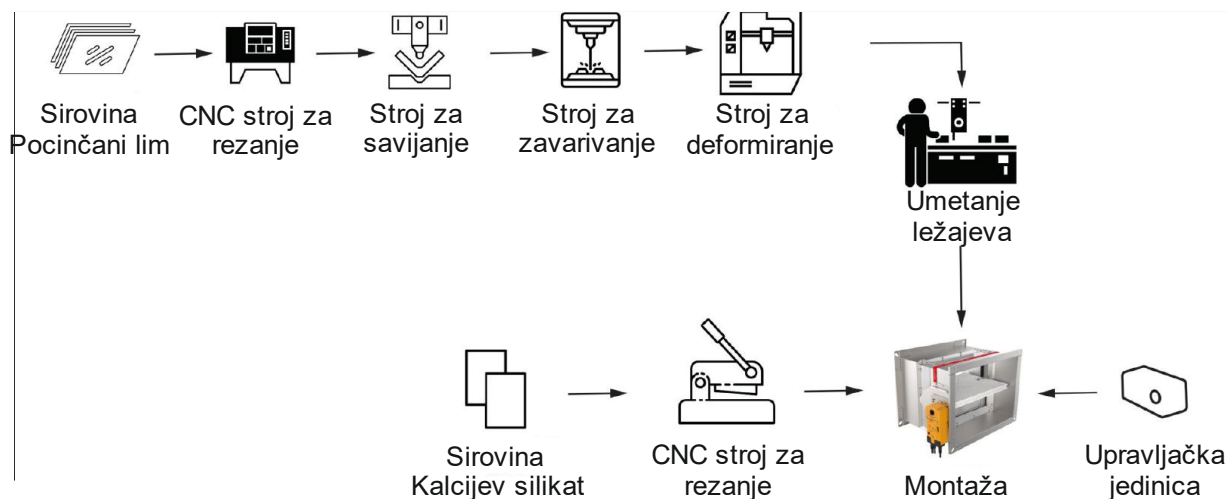 Sirovina
Pocinčani lim
CNC stroj za
rezanje
Stroj za
savijanje
Stroj za
zavarivanje
Stroj za
deformiranje
Umetanje
ležajeva
Sirovina
Kalcijev silikat
CNC stroj za
rezanje
Montaža
Upravljačka
jedinica